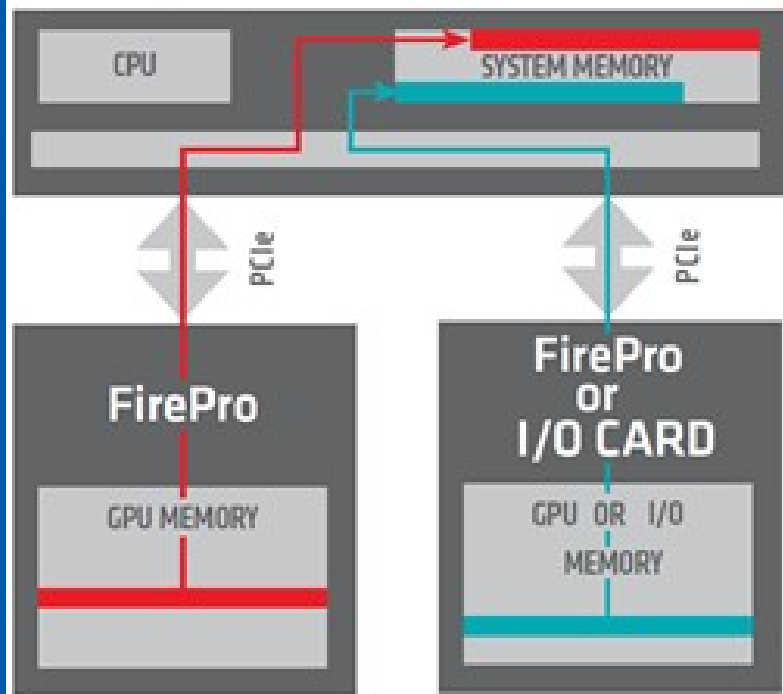 CPU
SYSTEM MEMORY
PCIe
PCIe
FirePro
GPU MEMORY
FirePro
or
I/O CARD
GPU OR I/O
MEMORY